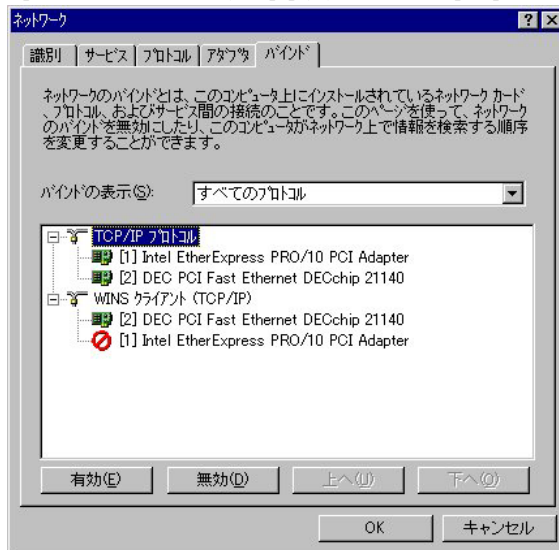 ネットワーク
識別 サービス プロトコル アダプタ バインド
ネットワークのバインドとは、このコンピュータ上にインストールされているネットワーク カード
、プロトコル、およびサービス間の接続のことです。このページを使って、ネットワーク
のバインドを無効にしたり、このコンピュータがネットワーク上で情報を検索する順序
を変更することができます。
バインドの表示(S): すべてのプロトコル
TCP/IP プロトコル
[1] Intel EtherExpress PRO/10 PCI Adapter
[2] DEC PCI Fast Ethernet DECchip 21140
WINS クライアント (TCP/IP)
[2] DEC PCI Fast Ethernet DECchip 21140
[1] Intel EtherExpress PRO/10 PCI Adapter
有効(E) 無効(D) 上へ(U) 下へ(O)
OK キャンセル